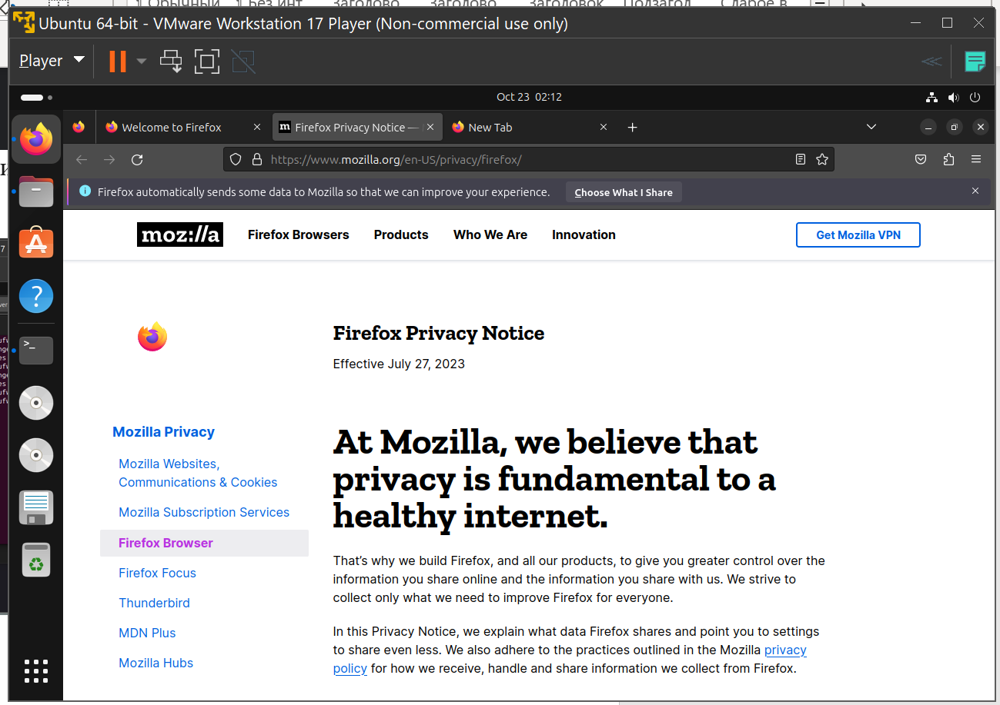 Ubuntu 64-bit - VMware Workstation 17 Player (Non-commercial use only)
Player
Oct 23 02:12
Welcome to Firefox
Firefox Privacy Notice —
New Tab
https://www.mozilla.org/en-US/privacy/firefox/
Firefox automatically sends some data to Mozilla so that we can improve your experience.
Choose What I Share
moz://a
Firefox Browsers
Products
Who We Are
Innovation
Get Mozilla VPN
Firefox Privacy Notice
Effective July 27, 2023
Mozilla Privacy
Mozilla Websites,
Communications & Cookies
Mozilla Subscription Services
Firefox Browser
Firefox Focus
Thunderbird
MDN Plus
Mozilla Hubs
At Mozilla, we believe that
privacy is fundamental to a
healthy internet.
That’s why we build Firefox, and all our products, to give you greater control over the
information you share online and the information you share with us. We strive to
collect only what we need to improve Firefox for everyone.
In this Privacy Notice, we explain what data Firefox shares and point you to settings
to share even less. We also adhere to the practices outlined in the Mozilla privacy
policy for how we receive, handle and share information we collect from Firefox.